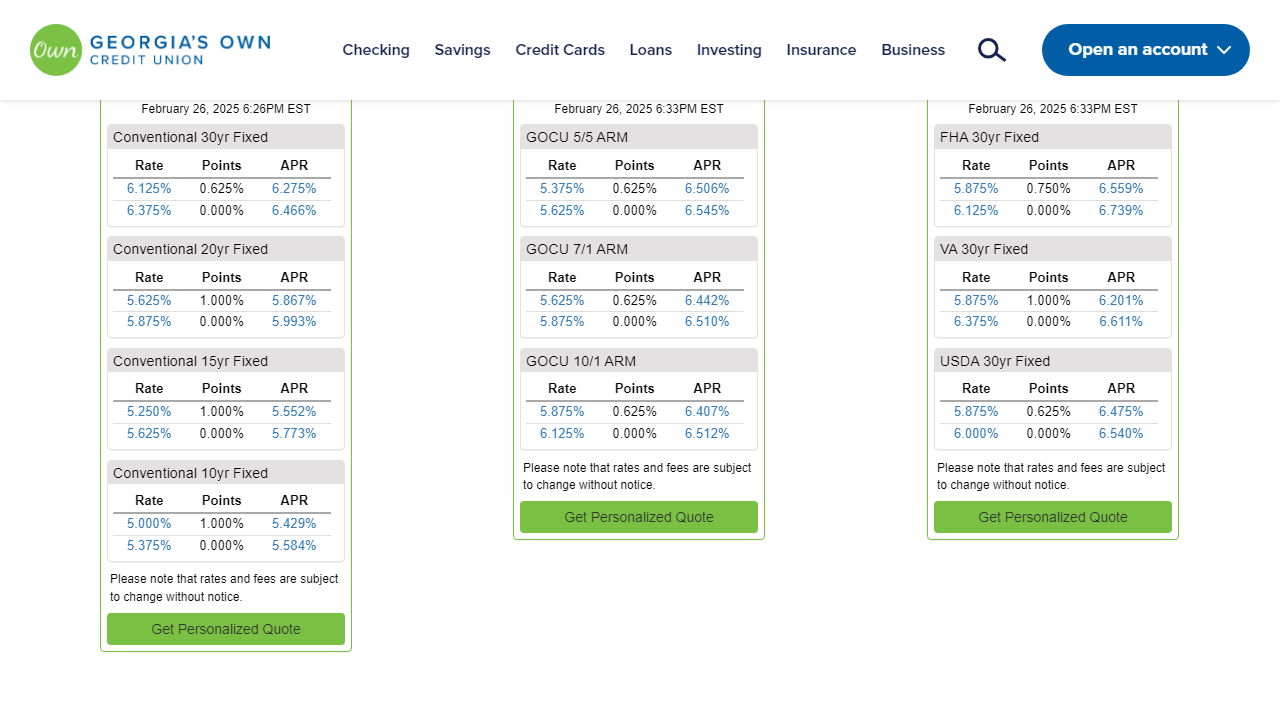 Own GEORGIA'S OWN
CREDIT UNION
Checking Savings Credit Cards Loans Investing Insurance Business Open an account
February 26, 2025 6:26PM EST
Conventional 30yr Fixed
Rate Points APR
6.125% 0.625% 6.275%
6.375% 0.000% 6.466%
Conventional 20yr Fixed
Rate Points APR
5.625% 1.000% 5.867%
5.875% 0.000% 5.993%
Conventional 15yr Fixed
Rate Points APR
5.250% 1.000% 5.552%
5.625% 0.000% 5.773%
Conventional 10yr Fixed
Rate Points APR
5.000% 1.000% 5.429%
5.375% 0.000% 5.584%
Please note that rates and fees are subject
to change without notice.
Get Personalized Quote
February 26, 2025 6:33PM EST
GOCU 5/5 ARM
Rate Points APR
5.375% 0.625% 6.506%
5.625% 0.000% 6.545%
GOCU 7/1 ARM
Rate Points APR
5.625% 0.625% 6.442%
5.875% 0.000% 6.510%
GOCU 10/1 ARM
Rate Points APR
5.875% 0.625% 6.407%
6.125% 0.000% 6.512%
Please note that rates and fees are subject
to change without notice.
Get Personalized Quote
February 26, 2025 6:33PM EST
FHA 30yr Fixed
Rate Points APR
5.875% 0.750% 6.559%
6.125% 0.000% 6.739%
VA 30yr Fixed
Rate Points APR
5.875% 1.000% 6.201%
6.375% 0.000% 6.611%
USDA 30yr Fixed
Rate Points APR
5.875% 0.625% 6.475%
6.000% 0.000% 6.540%
Please note that rates and fees are subject
to change without notice.
Get Personalized Quote